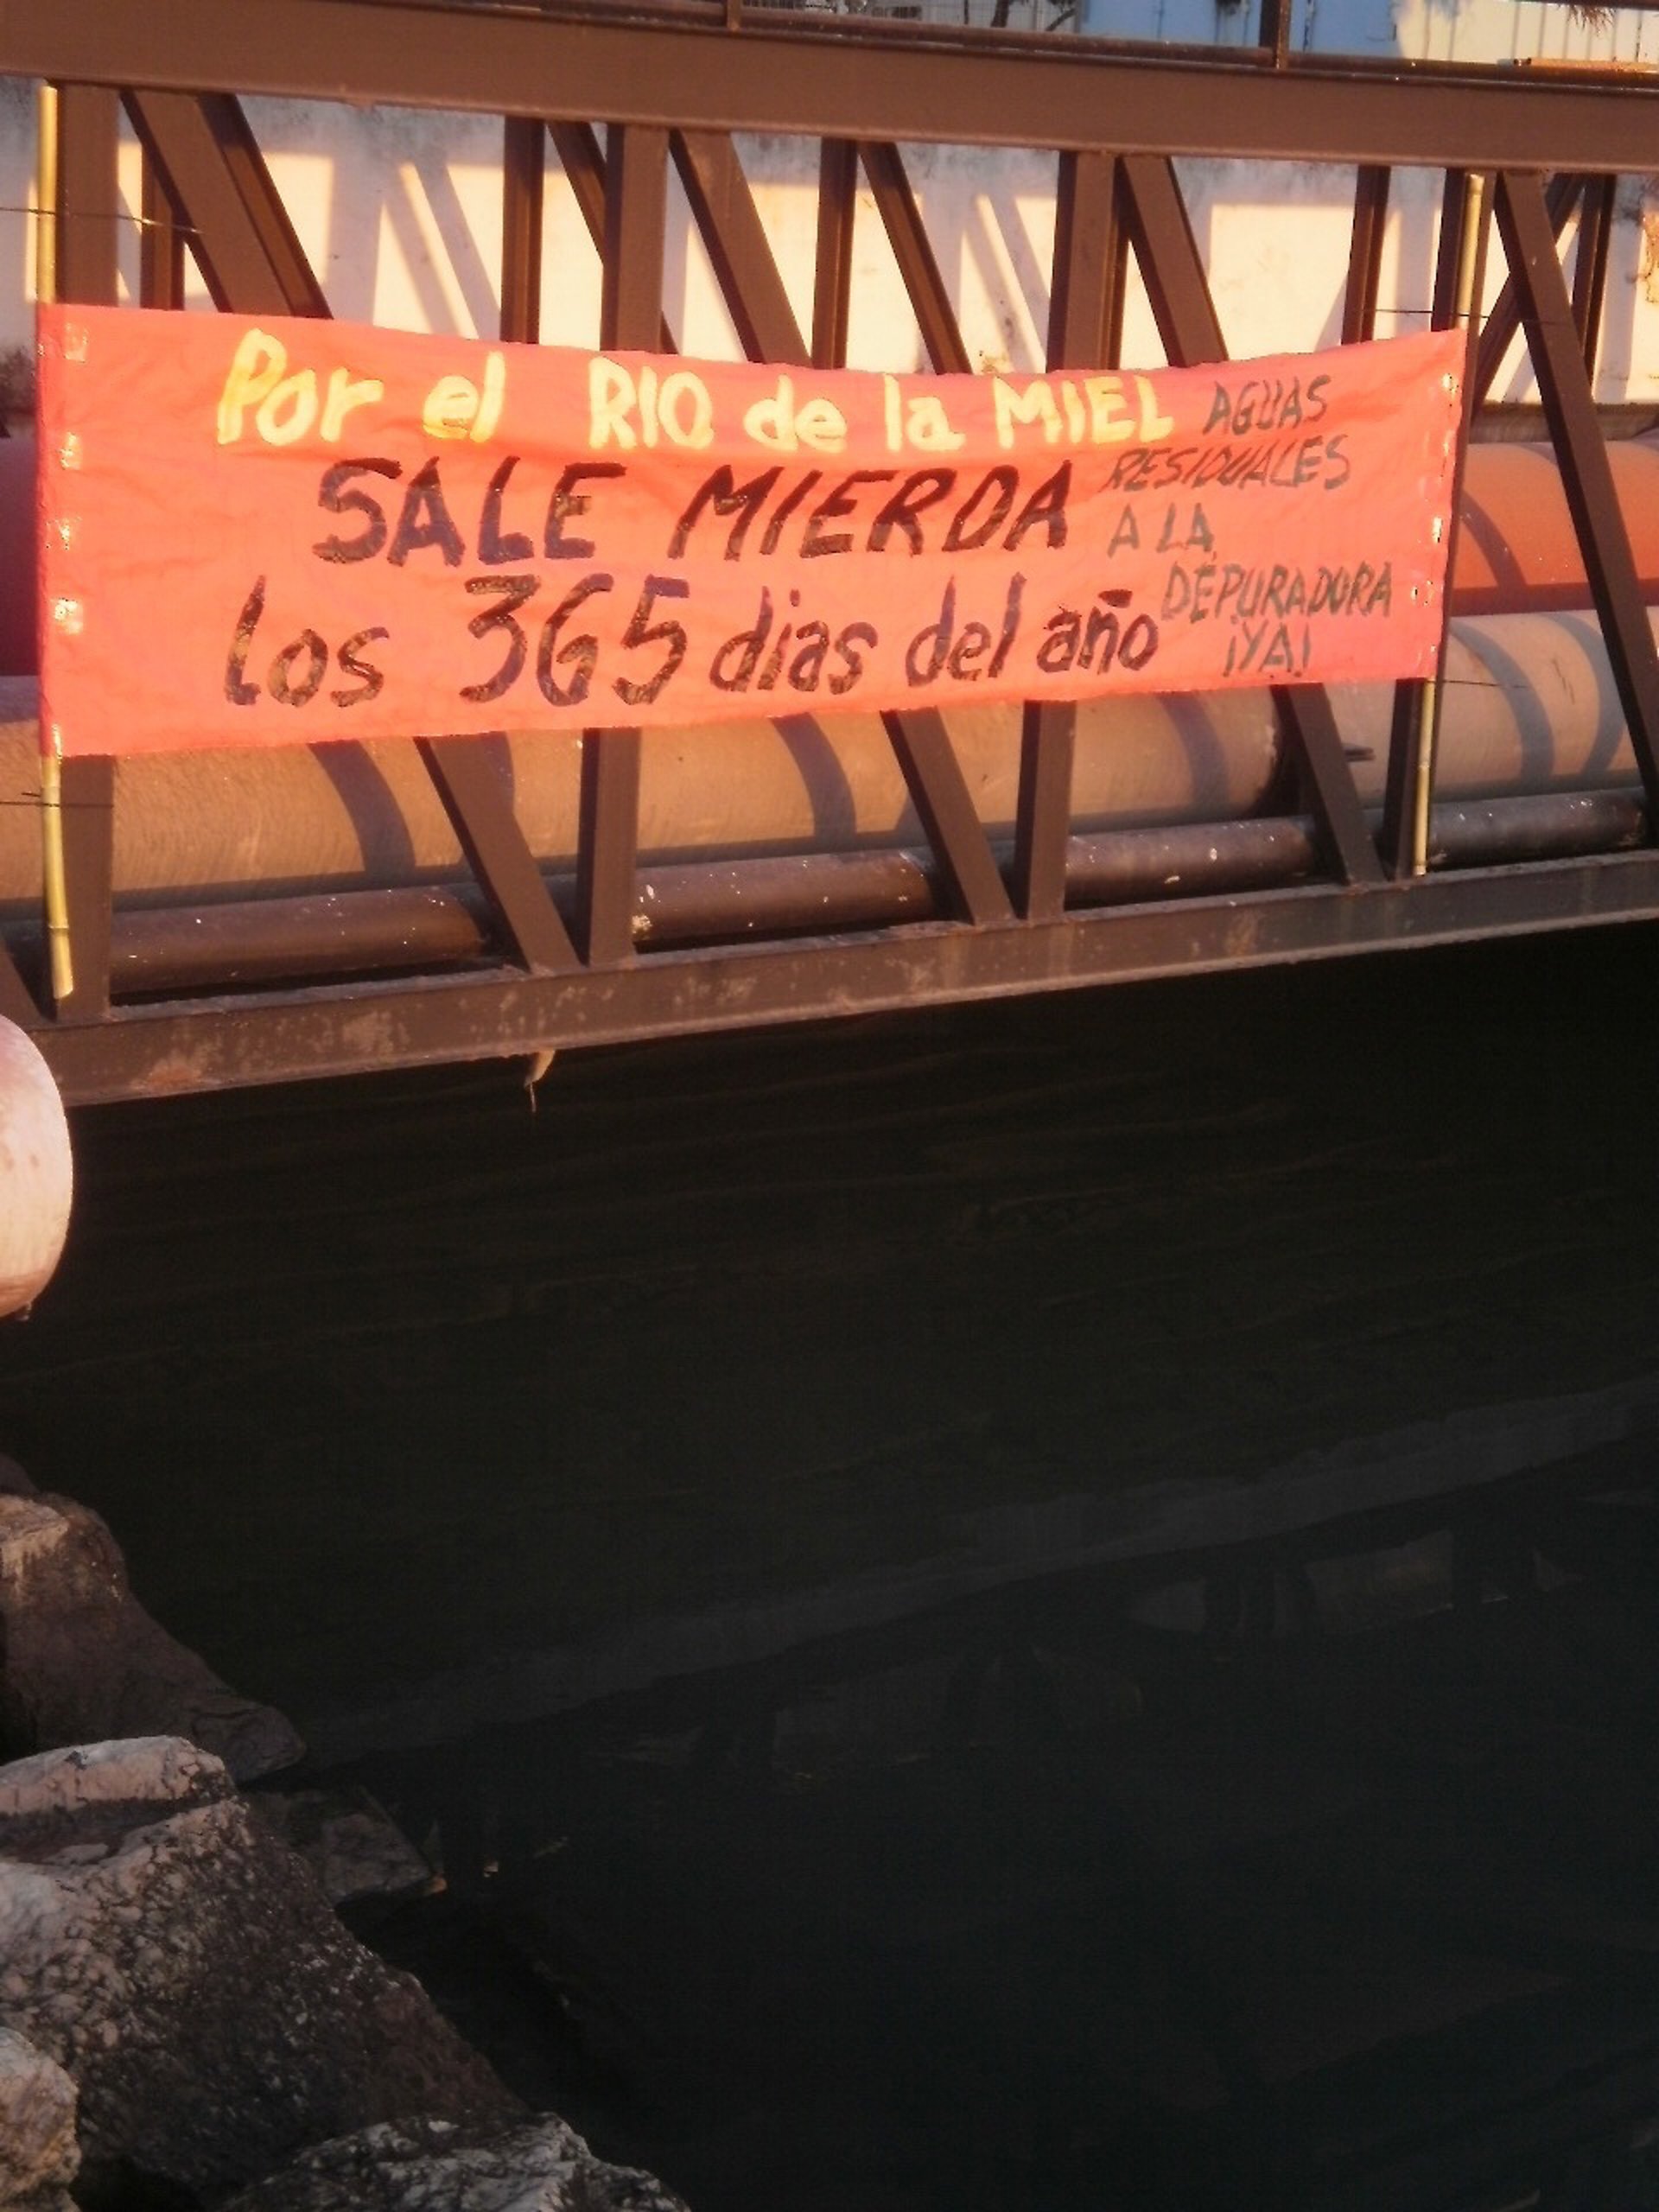 Por el RIO de la MIEL
SALE MIERDA
los 365 dias del año
AGUAS
RESIDUALES
A LA
DEPURADORA
¡YA!